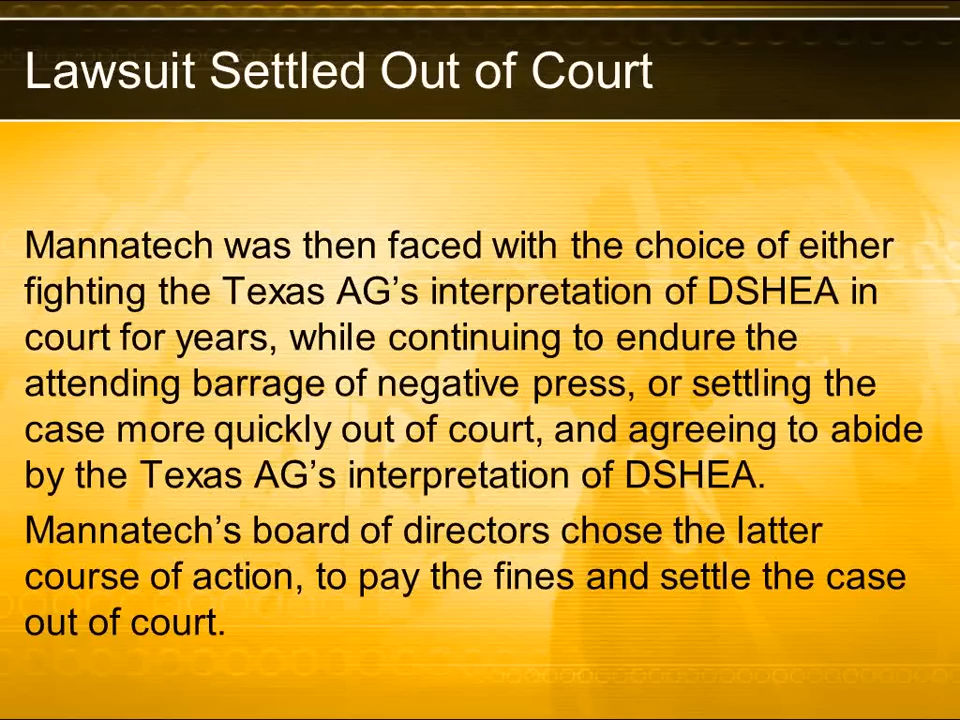 Lawsuit Settled Out of Court
Mannatech was then faced with the choice of either
fighting the Texas AG’s interpretation of DSHEA in
court for years, while continuing to endure the
attending barrage of negative press, or settling the
case more quickly out of court, and agreeing to abide
by the Texas AG’s interpretation of DSHEA.
Mannatech’s board of directors chose the latter
course of action, to pay the fines and settle the case
out of court.